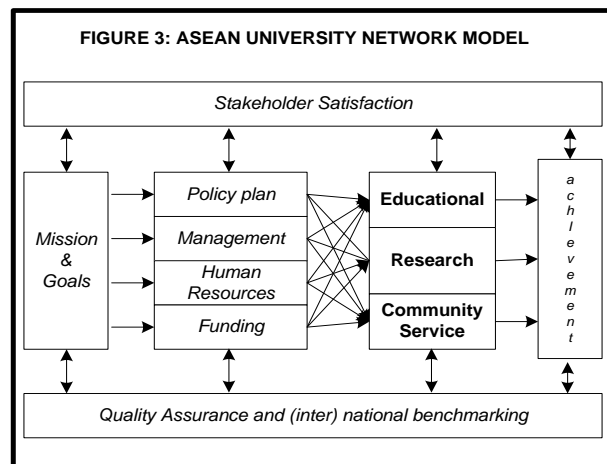 FIGURE 3: ASEAN UNIVERSITY NETWORK MODEL
Stakeholder Satisfaction
Mission
&
Goals
Policy plan
Management
Human
Resources
Funding
Educational
Research
Community
Service
achievement
Quality Assurance and (inter) national benchmarking